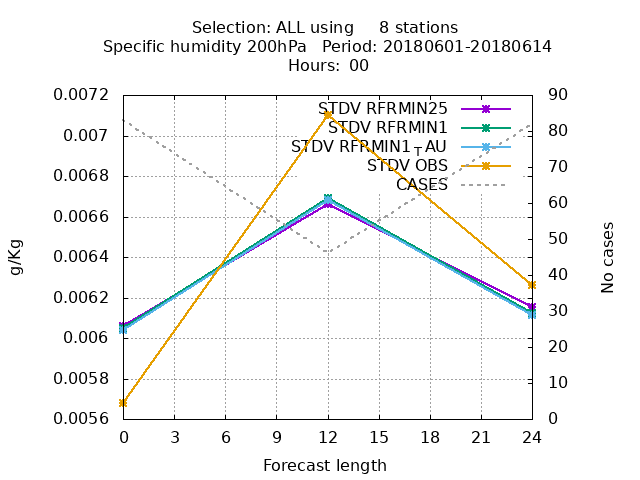 Selection: ALL using     8 stations
Specific humidity 200hPa   Period: 20180601-20180614
Hours: 00
0.0072
0.007
0.0068
0.0066
0.0064
0.0062
0.006
0.0058
0.0056
g/Kg
STDV RFRMIN25
STDV RFRMIN1
STDV RFRMIN1┬AU
STDV OBS
CASES
90
80
70
60
50
40
30
20
10
0
No cases
0 3 6 9 12 15 18 21 24
Forecast length